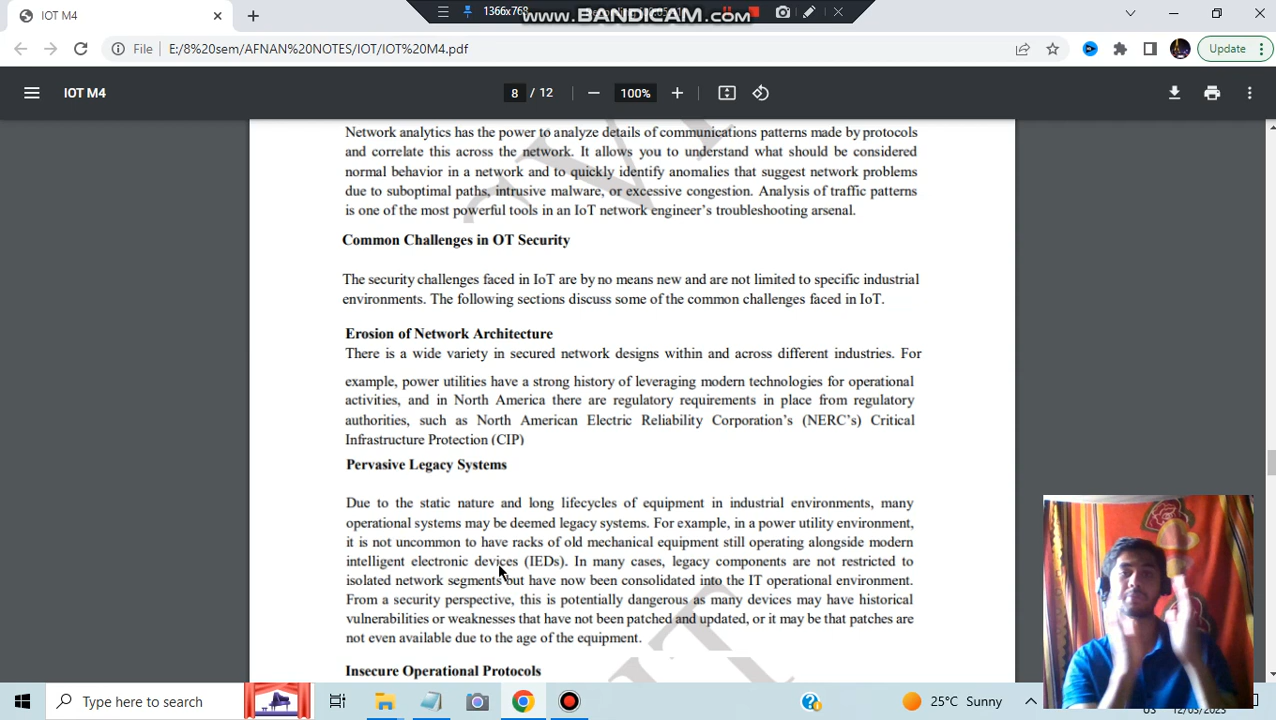 IOT M4
1366x768
www.BANDICAM.com
File
E:/8%20sem/AFNAN%20NOTES/IOT/IOT%20M4.pdf
Update
IOT M4
8 / 12
100%
Network analytics has the power to analyze details of communications patterns made by protocols
and correlate this across the network. It allows you to understand what should be considered
normal behavior in a network and to quickly identify anomalies that suggest network problems
due to suboptimal paths, intrusive malware, or excessive congestion. Analysis of traffic patterns
is one of the most powerful tools in an IoT network engineer's troubleshooting arsenal.
Common Challenges in OT Security
The security challenges faced in IoT are by no means new and are not limited to specific industrial
environments. The following sections discuss some of the common challenges faced in IoT.
Erosion of Network Architecture
There is a wide variety in secured network designs within and across different industries. For
example, power utilities have a strong history of leveraging modern technologies for operational
activities, and in North America there are regulatory requirements in place from regulatory
authorities, such as North American Electric Reliability Corporation's (NERC's) Critical
Infrastructure Protection (CIP)
Pervasive Legacy Systems
Due to the static nature and long lifecycles of equipment in industrial environments, many
operational systems may be deemed legacy systems. For example, in a power utility environment,
it is not uncommon to have racks of old mechanical equipment still operating alongside modern
intelligent electronic devices (IEDs). In many cases, legacy components are not restricted to
isolated network segments but have now been consolidated into the IT operational environment.
From a security perspective, this is potentially dangerous as many devices may have historical
vulnerabilities or weaknesses that have not been patched and updated, or it may be that patches are
not even available due to the age of the equipment.
Insecure Operational Protocols
Type here to search
25°C Sunny